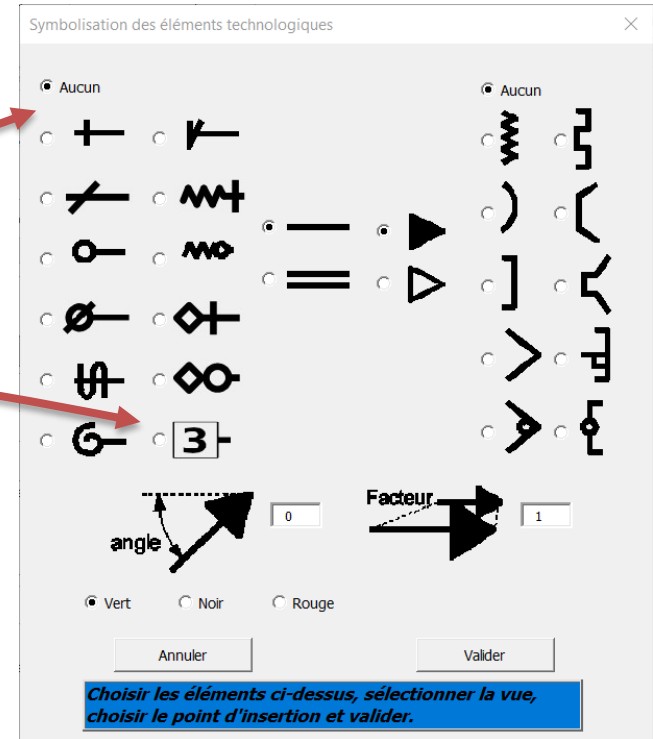 Symbolisation des éléments technologiques
Aucun
Aucun
3
angle
0
Facteur
1
Vert
Noir
Rouge
Annuler
Valider
Choisir les éléments ci-dessus, sélectionner la vue,
choisir le point d'insertion et valider.